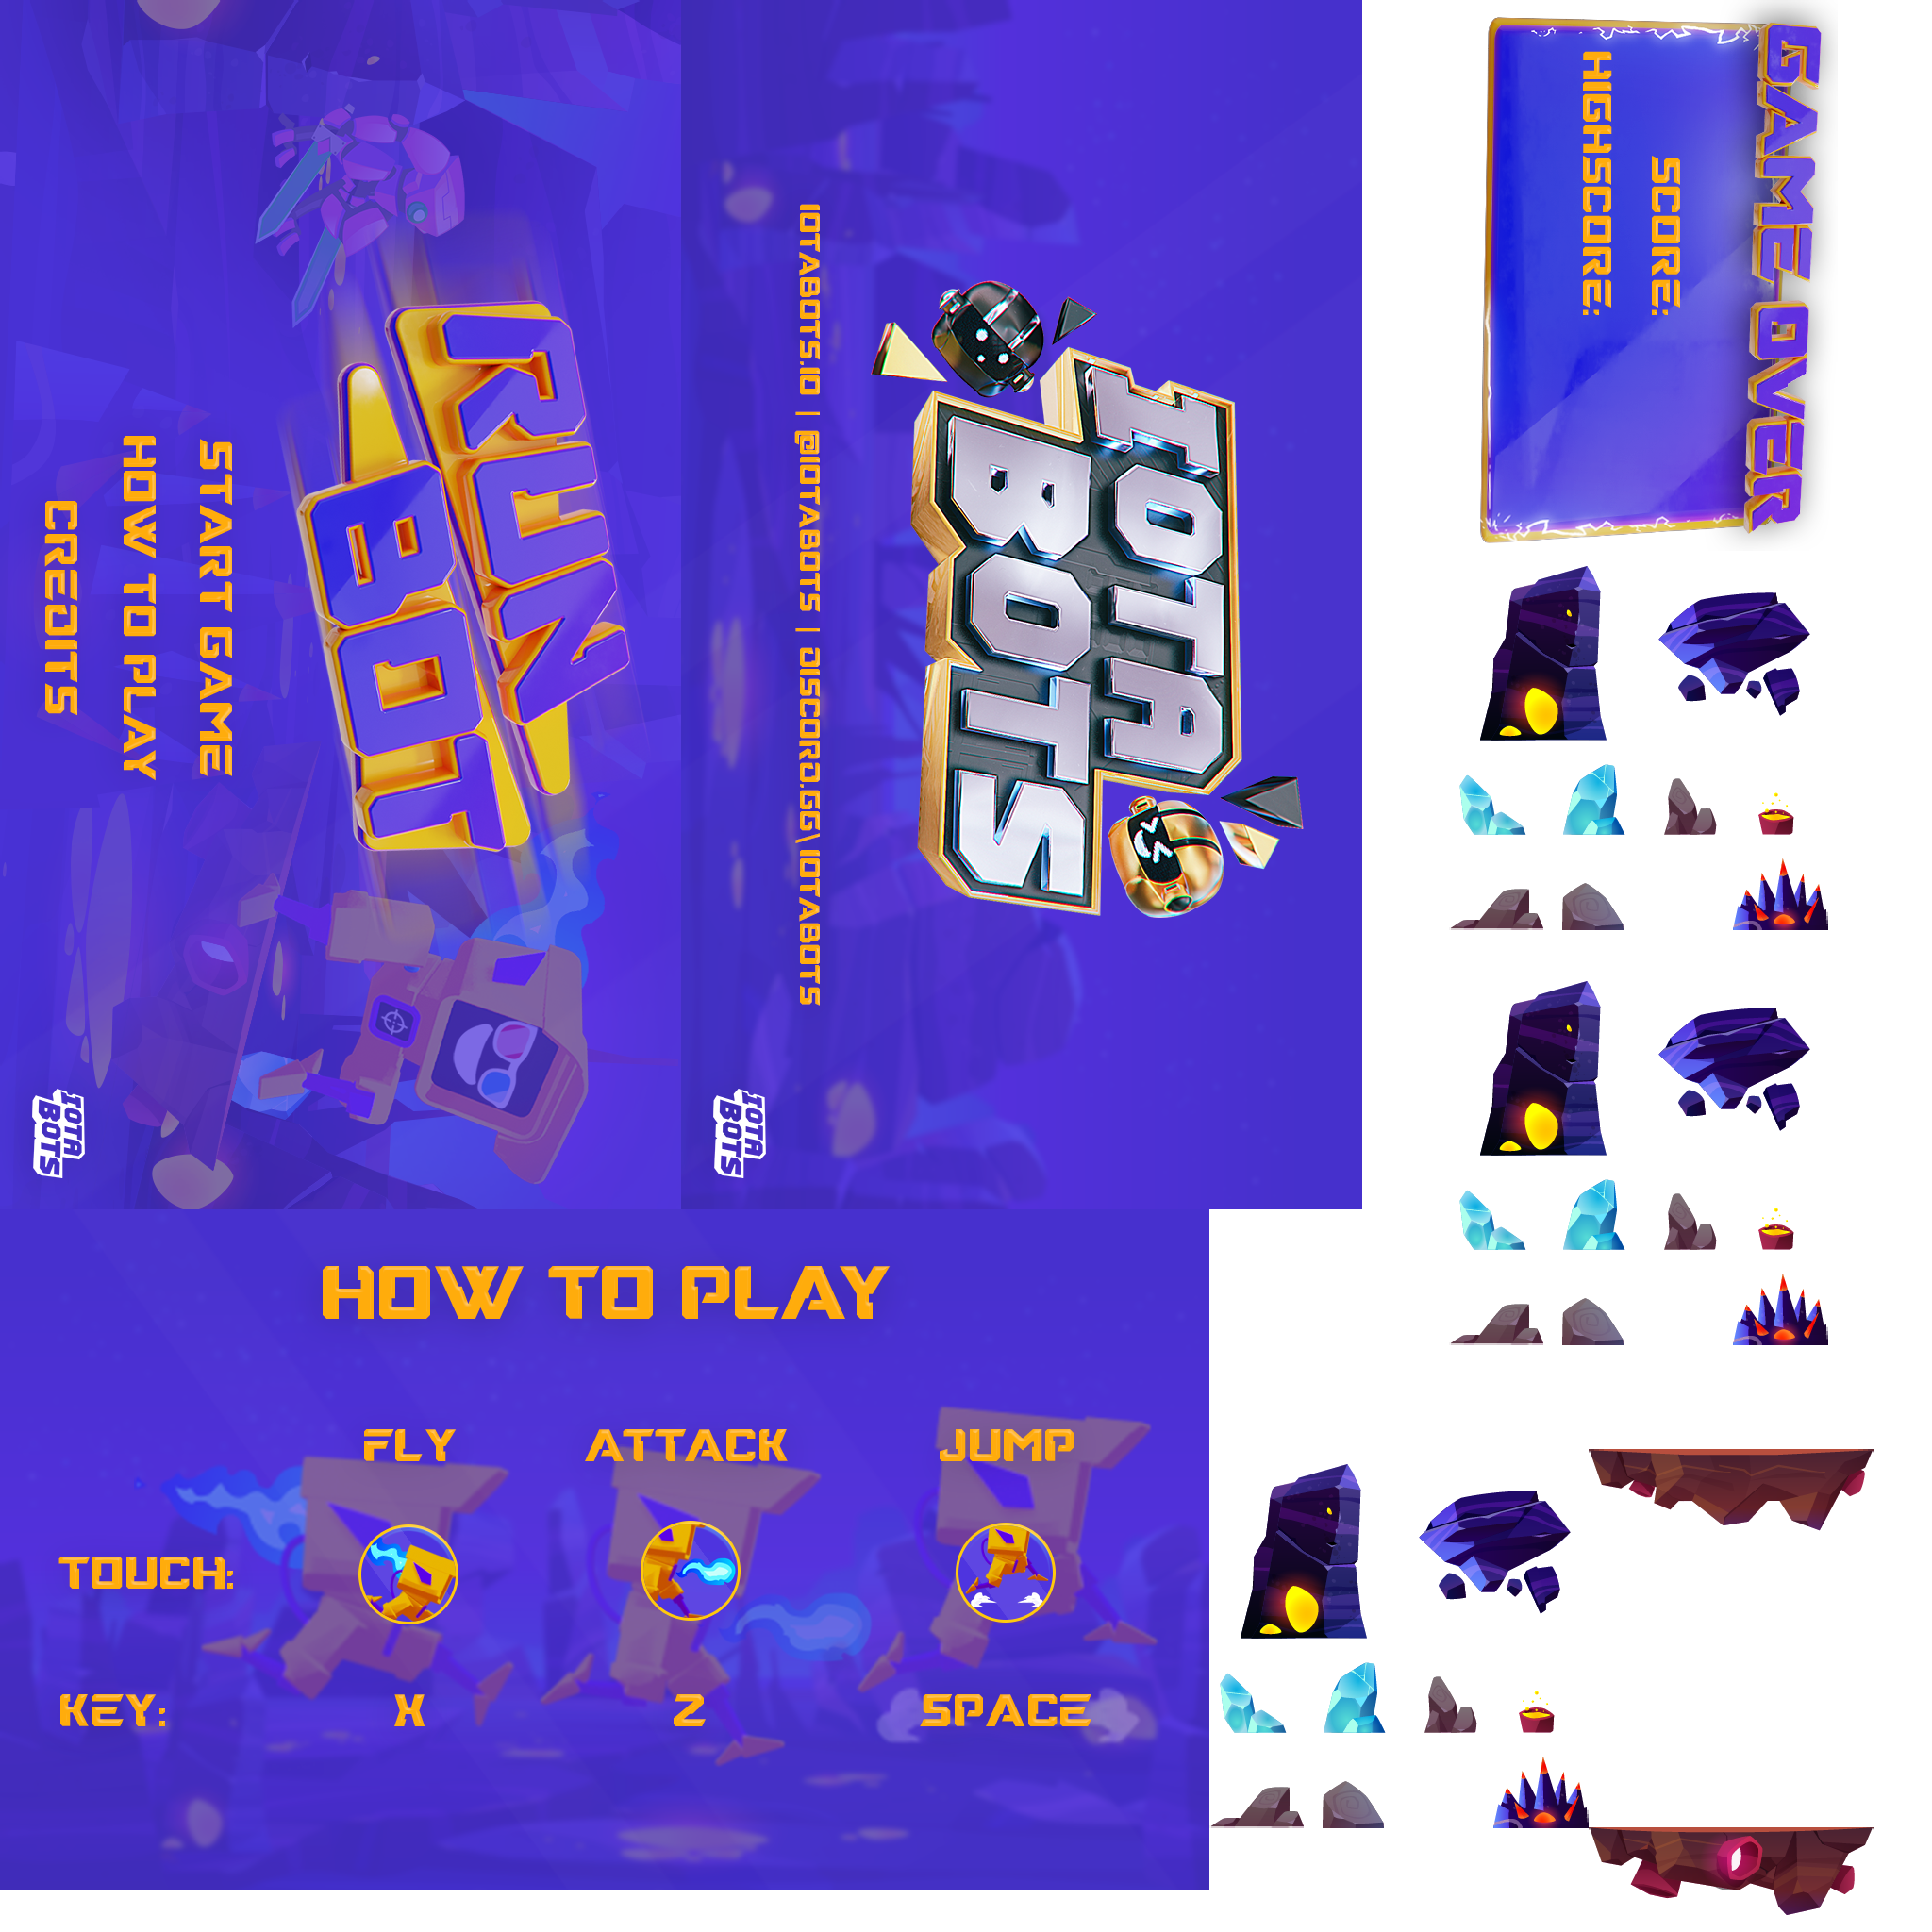 RUN
BOT
START GAME
HOW TO PLAY
CREDITS
IOTA
BOTS
IOTA
BOTS
IOTABOTS.IO | @IOTABOTS | DISCORD.GG\IOTABOTS
IOTA
BOTS
GAME OVER
SCORE:
HIGHSCORE:
HOW TO PLAY
FLY ATTACK JUMP
TOUCH:
KEY: X Z SPACE